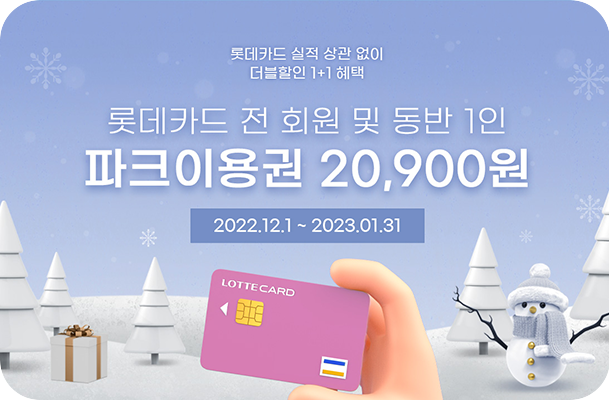 롯데카드 실적 상관 없이
더블할인 1+1 혜택
롯데카드 전 회원 및 동반 1인
파크이용권 20,900원
2022.12.1 ~ 2023.01.31
LOTTE CARD